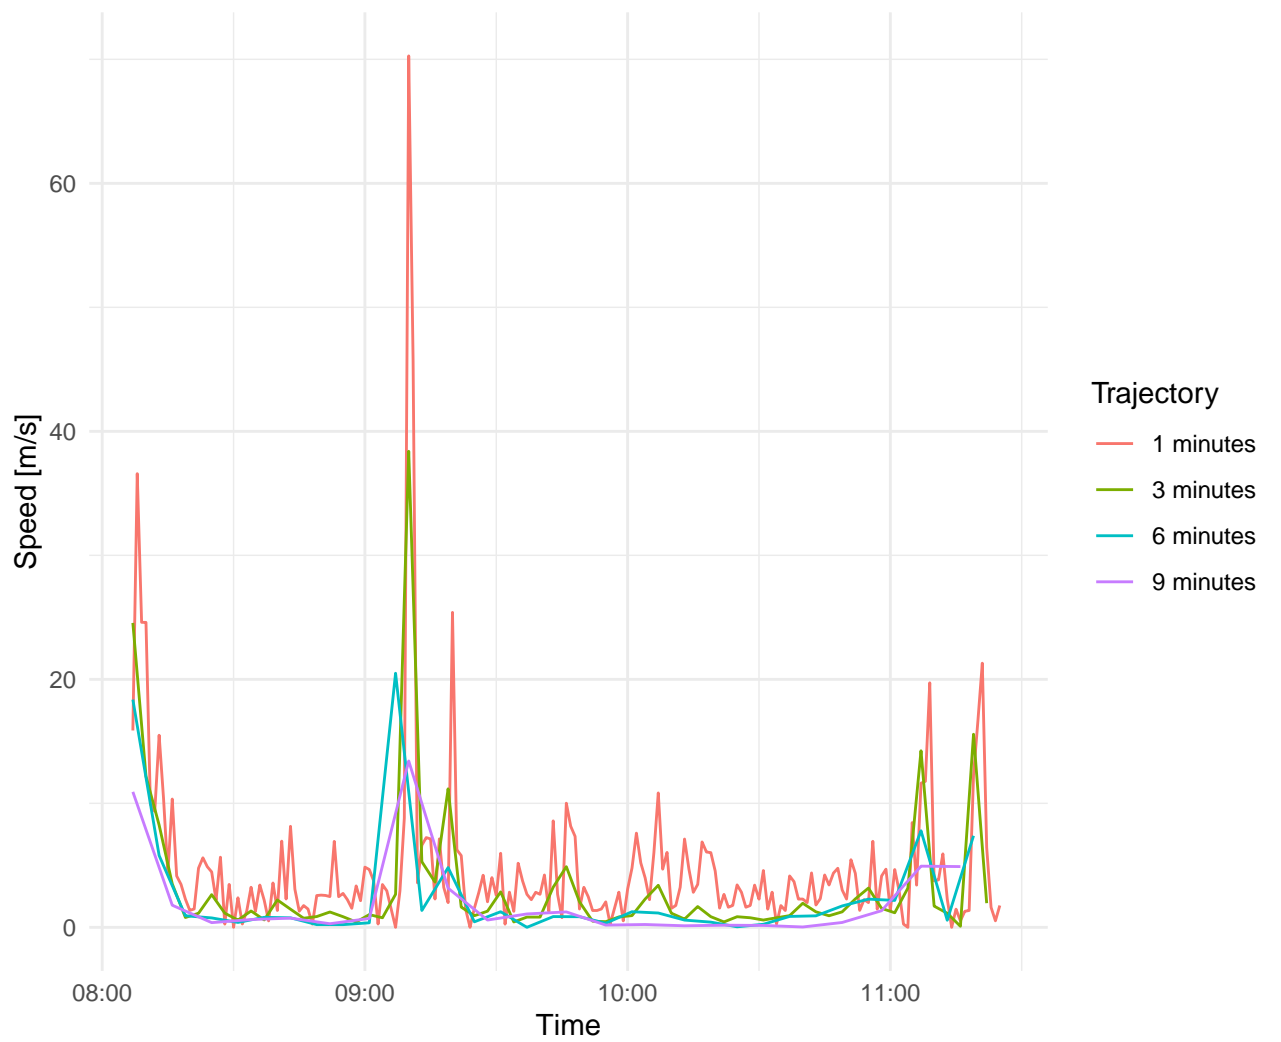 60
40
20
0
Speed [m/s]
08:00
09:00
10:00
11:00
Time
Trajectory
1 minutes
3 minutes
6 minutes
9 minutes